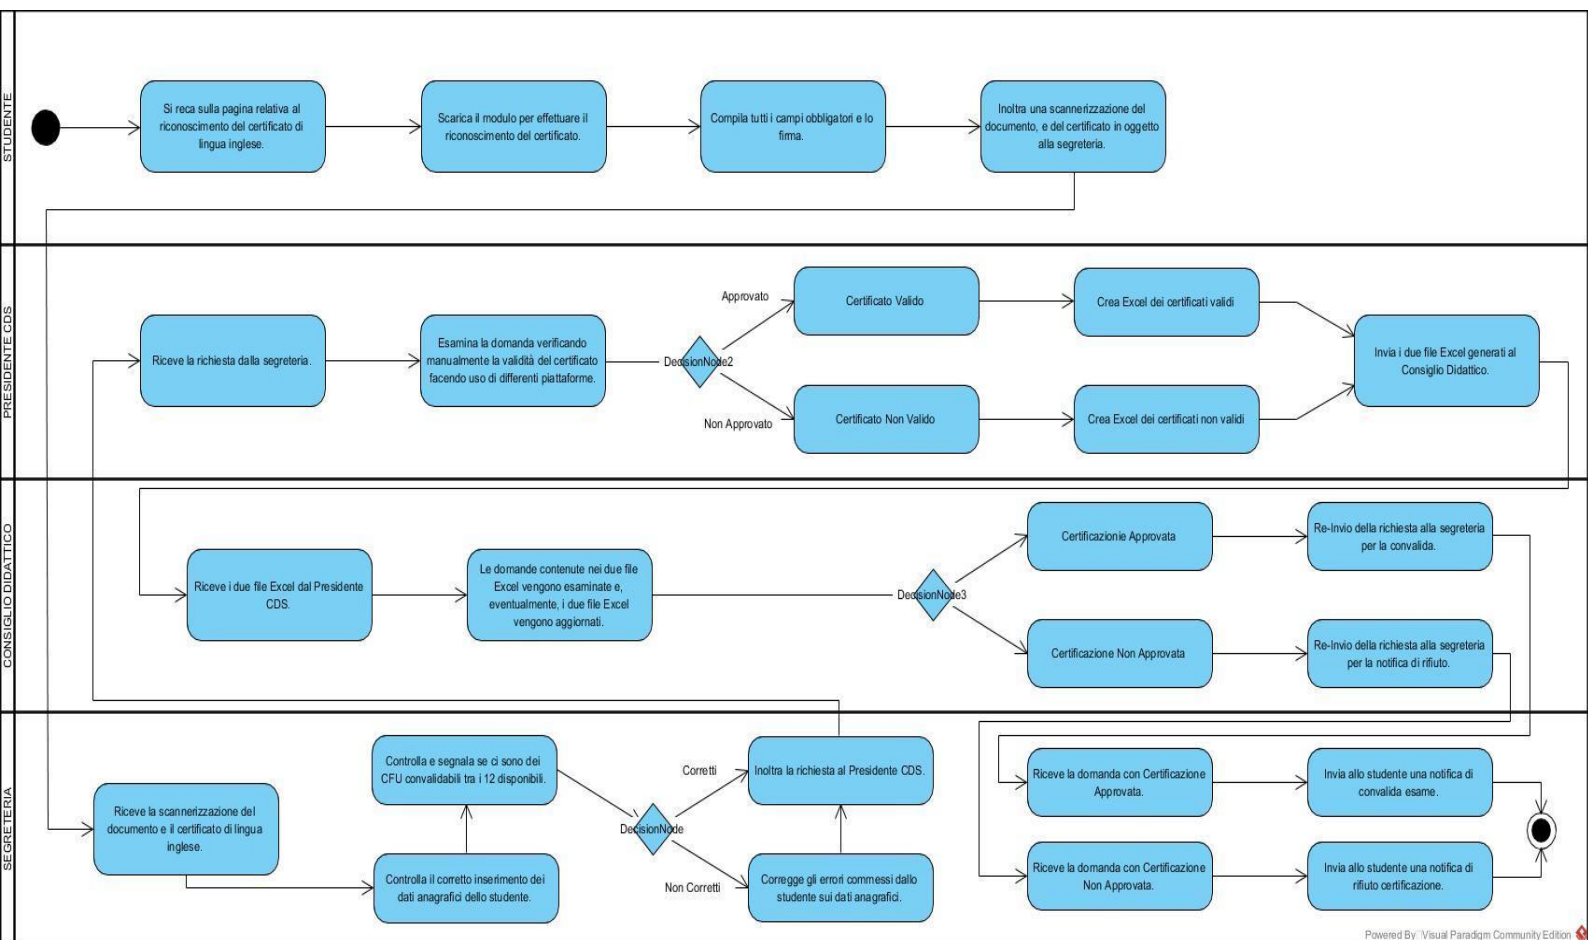 STUDENTE
Si reca sulla pagina relativa al
riconoscimento del certificato di
lingua inglese.
Scarica il modulo per effettuare il
riconoscimento del certificato.
Compila tutti i campi obbligatori e lo
firma.
Inoltra una scannerizzazione del
documento, e del certificato in oggetto
alla segreteria.
PRESIDENTE CDS
Riceve la richiesta dalla segreteria.
Esamina la domanda verificando
manualmente la validità del certificato
facendo uso di differenti piattaforme.
DecisionNode2
Approvato
Non Approvato
Certificato Valido
Crea Excel dei certificati validi
Certificato Non Valido
Crea Excel dei certificati non validi
Invia i due file Excel generati al
Consiglio Didattico.
CONSIGLIO DIDATTICO
Riceve i due file Excel dal Presidente
CDS.
Le domande contenute nei due file
Excel vengono esaminate e,
eventualmente, i due file Excel
vengono aggiornati.
DecisionNode3
Certificazionie Approvata
Re-Invio della richiesta alla segreteria
per la convalida.
Certificazione Non Approvata
Re-Invio della richiesta alla segreteria
per la notifica di rifiuto.
SEGRETERIA
Riceve la scannerizzazione del
documento e il certificato di lingua
inglese.
Controlla e segnala se ci sono dei
CFU convalidabili tra i 12 disponibili.
Controlla il corretto inserimento dei
dati anagrafici dello studente.
DecisionNode
Corretti
Non Corretti
Inoltra la richiesta al Presidente CDS.
Corregge gli errori commessi dallo
studente sui dati anagrafici.
Riceve la domanda con Certificazione
Approvata.
Invia allo studente una notifica di
convalida esame.
Riceve la domanda con Certificazione
Non Approvata.
Invia allo studente una notifica di
rifiuto certificazione.
Powered By Visual Paradigm Community Edition